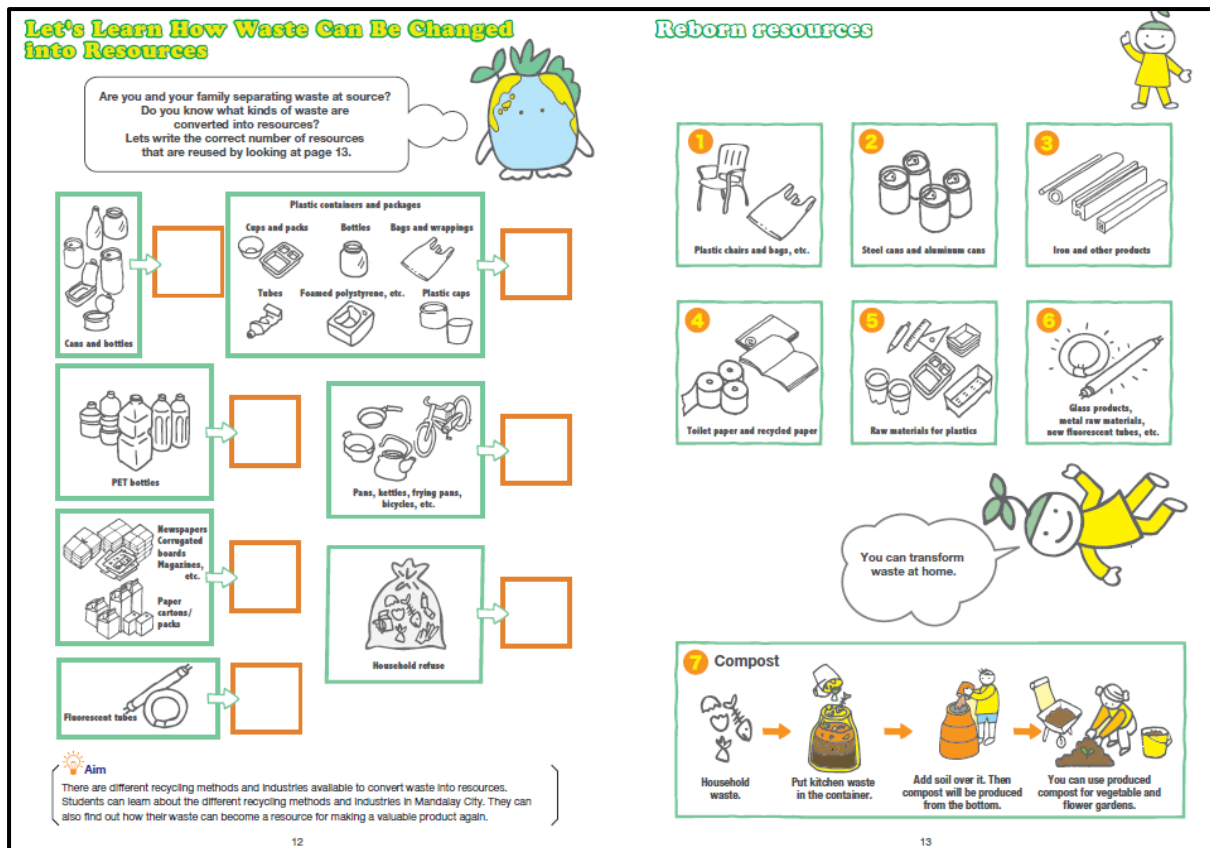 Let's Learn How Waste Can Be Changed
into Resources
Are you and your family separating waste at source?
Do you know what kinds of waste are
converted into resources?
Lets write the correct number of resources
that are reused by looking at page 13.
Cans and bottles
Plastic containers and packages
Cups and packs
Bottles
Bags and wrappings
Tubes
Foamed polystyrene, etc.
Plastic caps
PET bottles
Pans, kettles, frying pans,
bicycles, etc.
Newspapers
Corrugated
boards
Magazines,
etc.
Paper
cartons/
packs
Household refuse
Fluorescent tubes
Aim
There are different recycling methods and industries available to convert waste into resources.
Students can learn about the different recycling methods and industries in Mandalay City. They can
also find out how their waste can become a resource for making a valuable product again.
12
Reborn resources
1
Plastic chairs and bags, etc.
2
Steel cans and aluminum cans
3
Iron and other products
4
Toilet paper and recycled paper
5
Raw materials for plastics
6
Glass products,
metal raw materials,
new fluorescent tubes, etc.
You can transform
waste at home.
7 Compost
Household
waste.
Put kitchen waste
in the container.
Add soil over it. Then
compost will be produced
from the bottom.
You can use produced
compost for vegetable and
flower gardens.
13